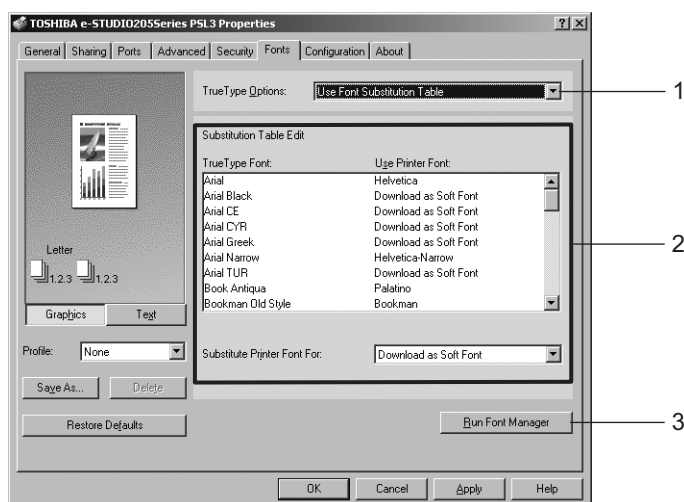 TOSHIBA e-STUDIO205Series PSL3 Properties
General Sharing Ports Advanced Security Fonts Configuration About
TrueType Options: Use Font Substitution Table 1
Substitution Table Edit
TrueType Font: Use Printer Font:
Arial Helvetica
Arial Black Download as Soft Font
Arial CE Download as Soft Font
Arial CYR Download as Soft Font
Arial Greek Download as Soft Font
Arial Narrow Helvetica-Narrow
Arial TUR Download as Soft Font
Book Antiqua Palatino
Bookman Old Style Bookman
2
Substitute Printer Font For: Download as Soft Font
Letter
1.2.3 1.2.3
Graphics Text
Profile: None
Save As... Delete
Restore Defaults
Run Font Manager 3
OK Cancel Apply Help